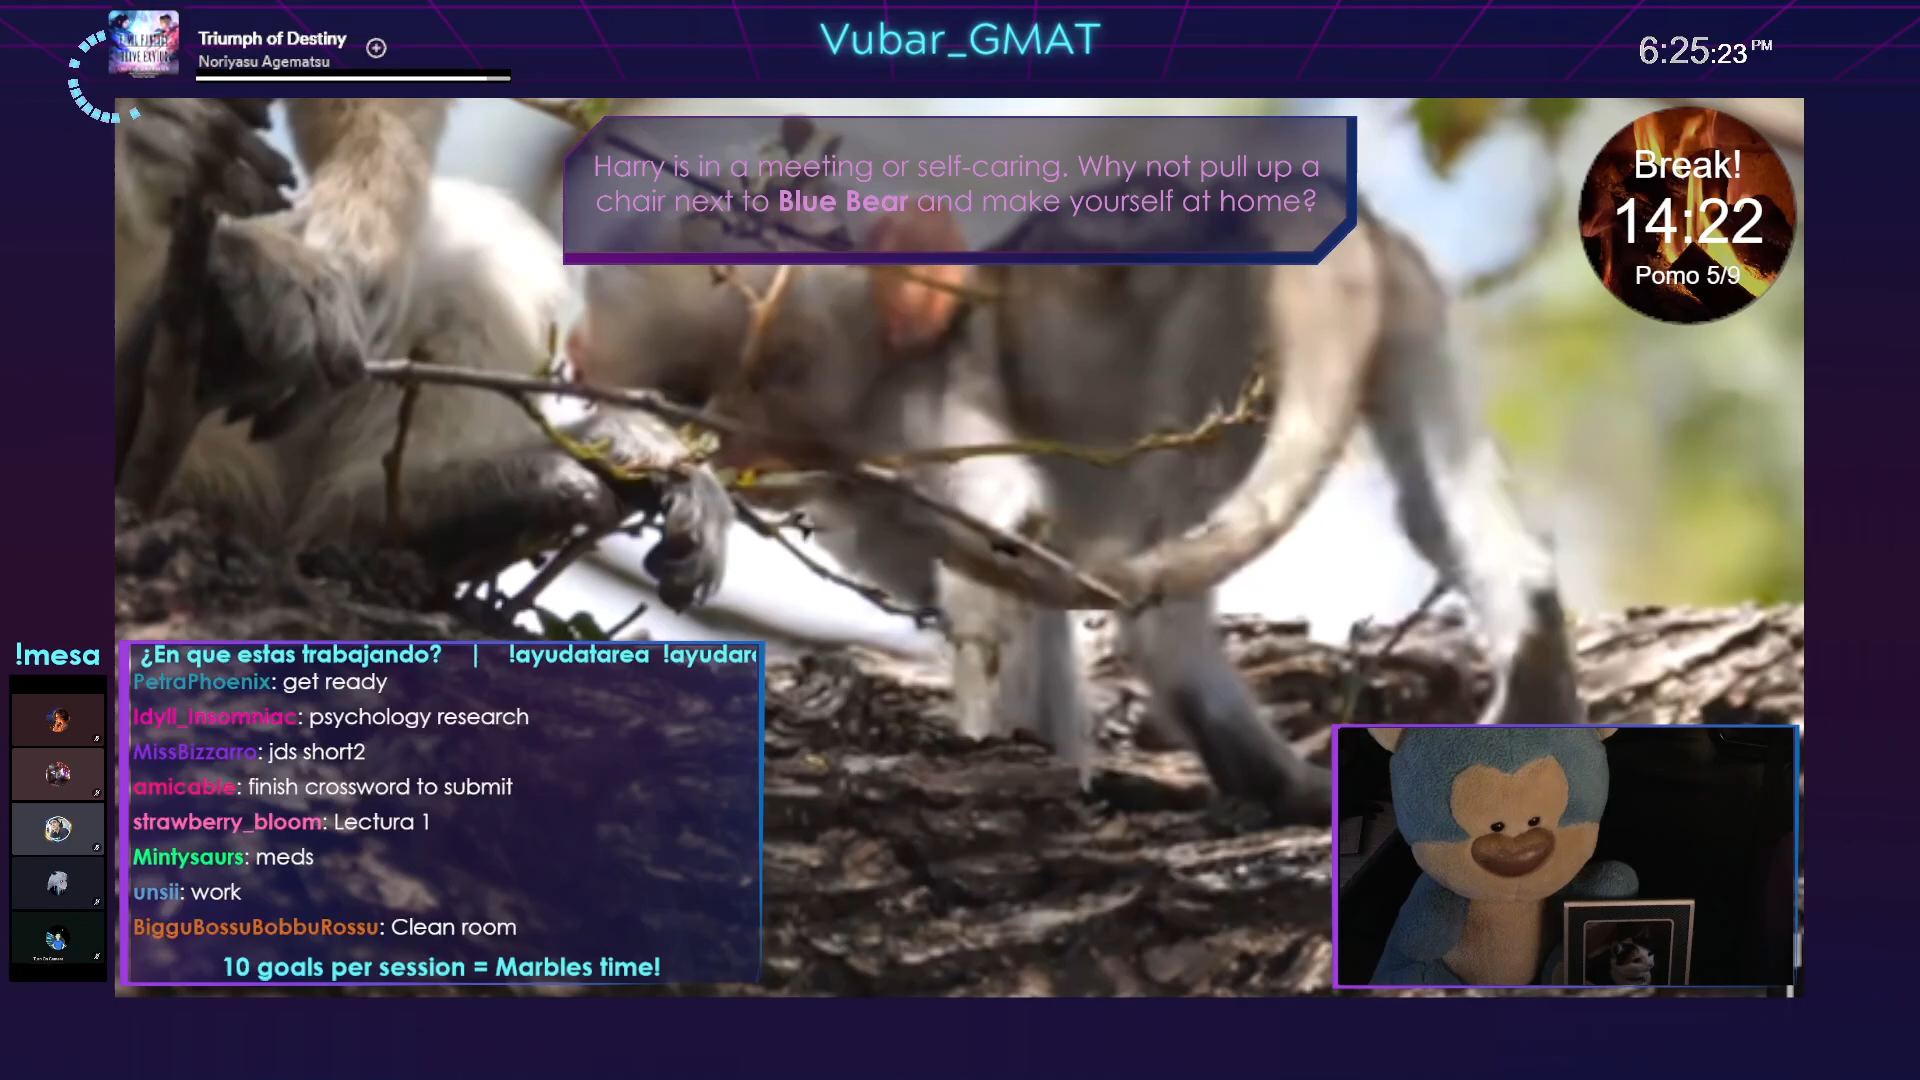 Triumph of Destiny
Noriyasu Agematsu
Vubar_GMAT
6:25:23 PM
Harry is in a meeting or self-caring. Why not pull up a
chair next to Blue Bear and make yourself at home?
Break!
14:22
Pomo 5/9
!mesa
¿En que estas trabajando? | !ayudatarea !ayudar
PetraPhoenix: get ready
Idyll_Insomniac: psychology research
MissBizzarro: jds short2
amicable: finish crossword to submit
strawberry_bloom: Lectura 1
Mintysaurs: meds
unsii: work
BigguBossuBobbuRossu: Clean room
10 goals per session = Marbles time!